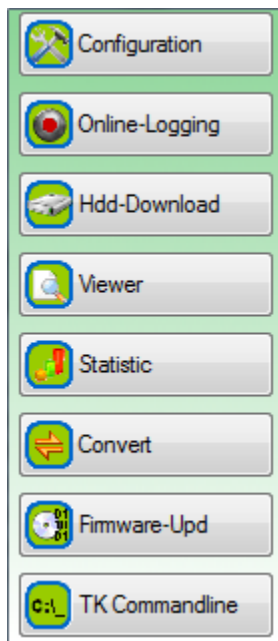 Configuration
Online-Logging
Hdd-Download
Viewer
Statistic
Convert
Firmware-Upd
C:\_ TK Commandline